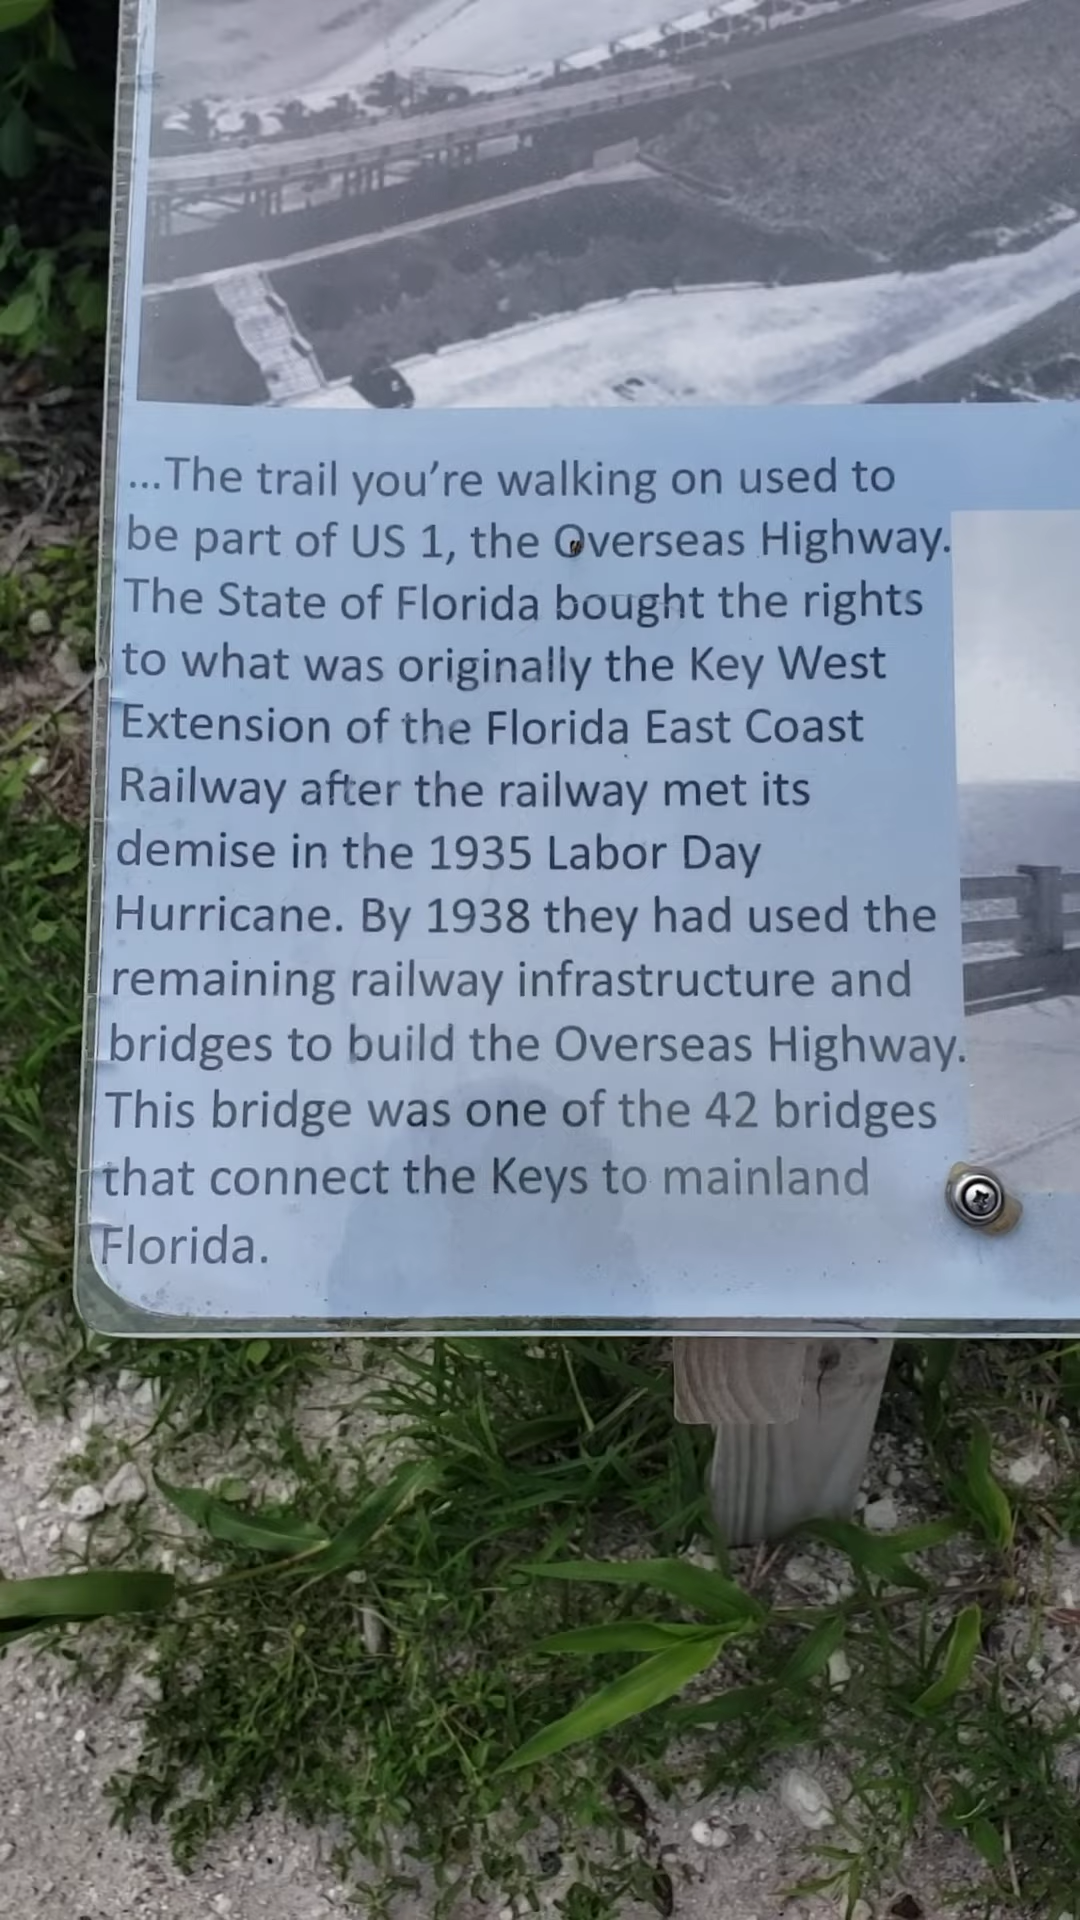 ...The trail you're walking on used to
be part of US 1, the Overseas Highway.
The State of Florida bought the rights
to what was originally the Key West
Extension of the Florida East Coast
Railway after the railway met its
demise in the 1935 Labor Day
Hurricane. By 1938 they had used the
remaining railway infrastructure and
bridges to build the Overseas Highway.
This bridge was one of the 42 bridges
that connect the Keys to mainland
Florida.